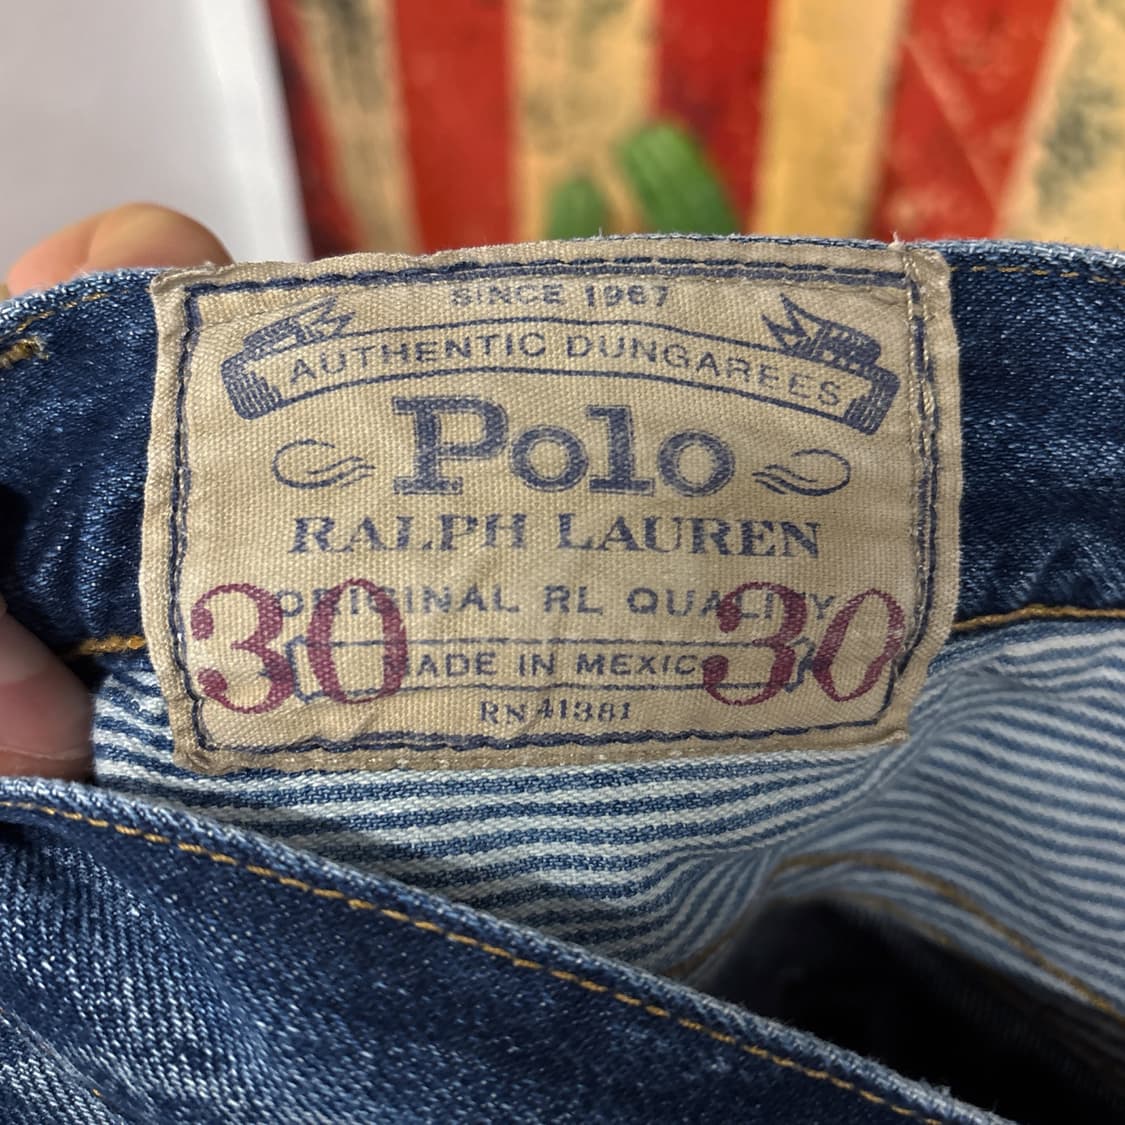 SINCE 1967
AUTHENTIC DUNGAREES
Polo
RALPH LAUREN
ORIGINAL RL QUALITY
30 30
MADE IN MEXICO
RN 41381